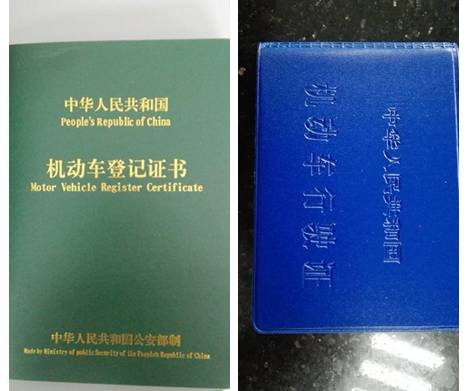 中华人民共和国
People's Republic of China
机动车登记证书
Motor Vehicle Register Certificate
中华人民共和国公安部制
Made by Ministry of public Security of the People's Republic of China
中华人民共和国
机动车行驶证